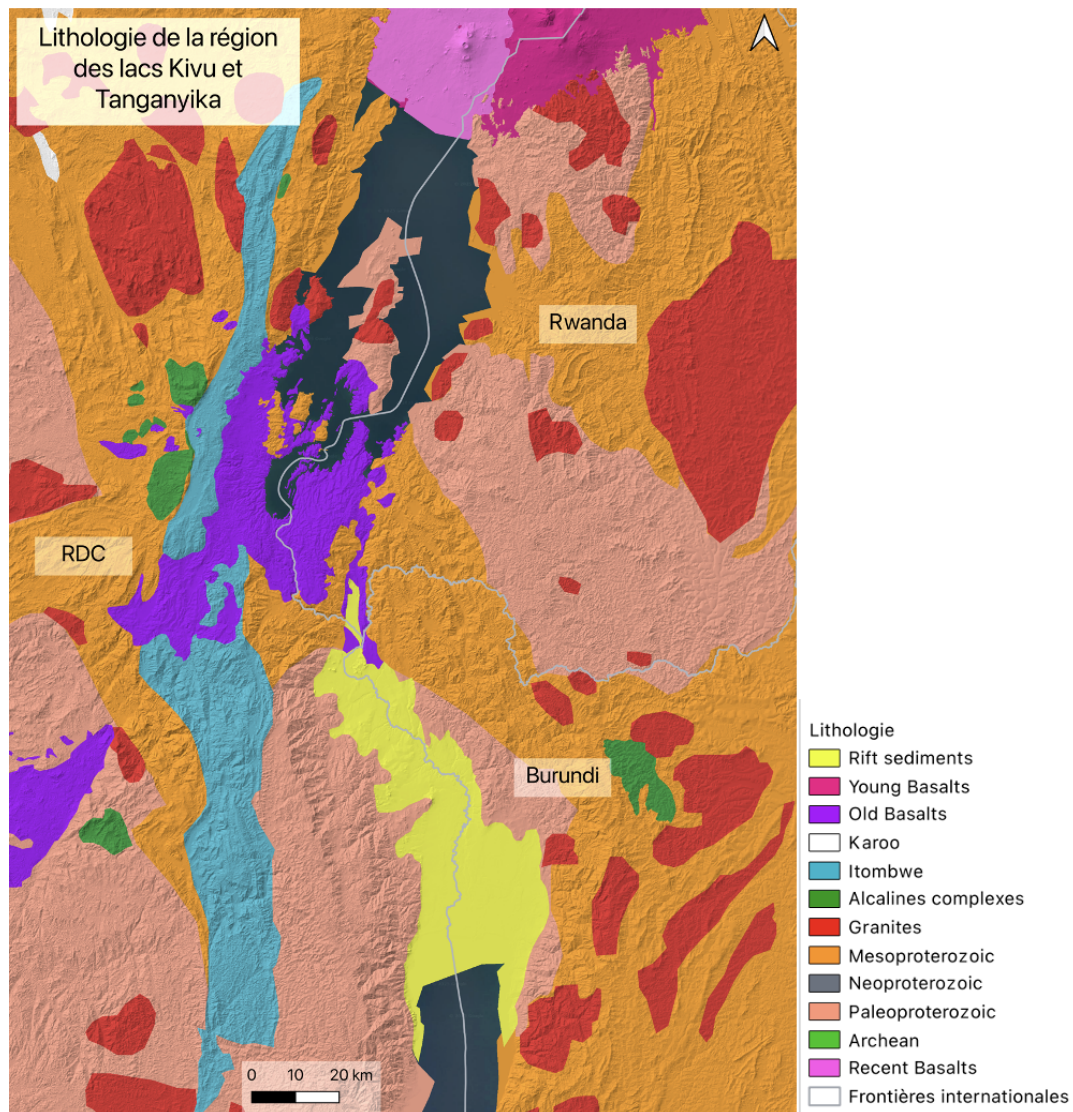 Lithologie de la région
des lacs Kivu et
Tanganyika
Rwanda
RDC
Burundi
0 10 20 km
Lithologie
Rift sediments
Young Basalts
Old Basalts
Karoo
Itombwe
Alcalines complexes
Granites
Mesoproterozoic
Neoproterozoic
Paleoproterozoic
Archean
Recent Basalts
Frontières internationales